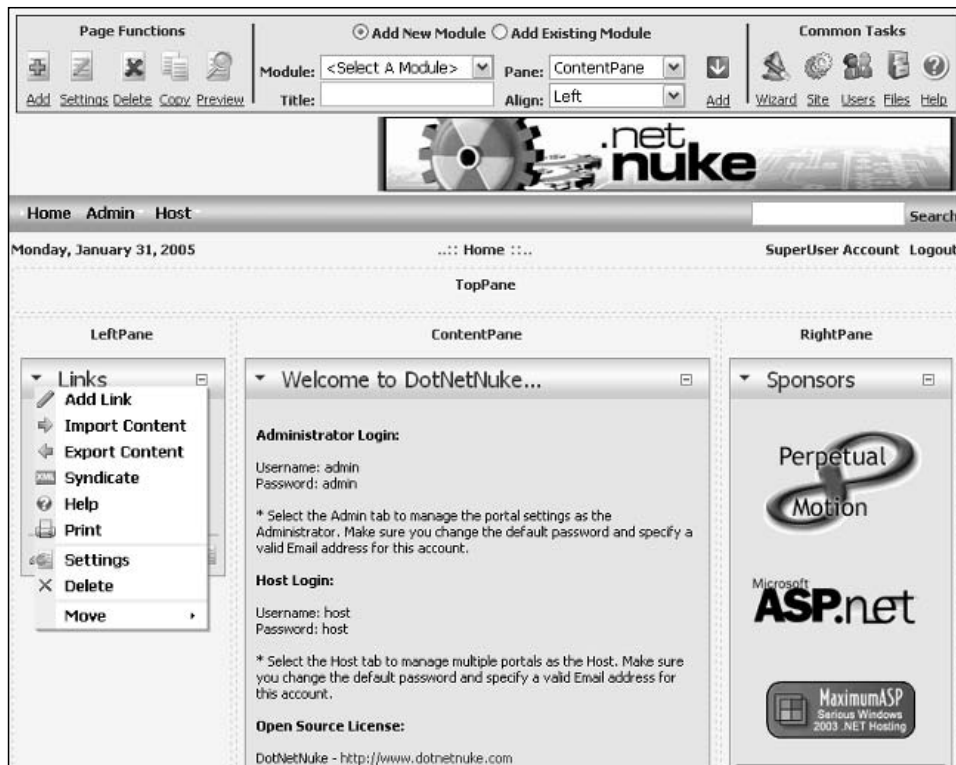 Page Functions
Add New Module Add Existing Module
Common Tasks
Module: <Select A Module> Pane: ContentPane
Title: Align: Left
Add Settings Delete Copy Preview
Add
Wizard Site Users Files Help
.net
nuke
Home Admin Host
Search
Monday, January 31, 2005
..:: Home ::..
SuperUser Account Logout
TopPane
LeftPane
ContentPane
RightPane
Links
Add Link
Import Content
Export Content
XML Syndicate
Help
Print
Settings
Delete
Move
Welcome to DotNetNuke...
Administrator Login:
Username: admin
Password: admin
* Select the Admin tab to manage the portal settings as the
Administrator. Make sure you change the default password and specify a
valid Email address for this account.
Host Login:
Username: host
Password: host
* Select the Host tab to manage multiple portals as the Host. Make sure
you change the default password and specify a valid Email address for
this account.
Open Source License:
DotNetNuke - http://www.dotnetnuke.com
Sponsors
Perpetual
Motion
Microsoft
ASP.net
MaximumASP
Serious Windows
2003 .NET Hosting